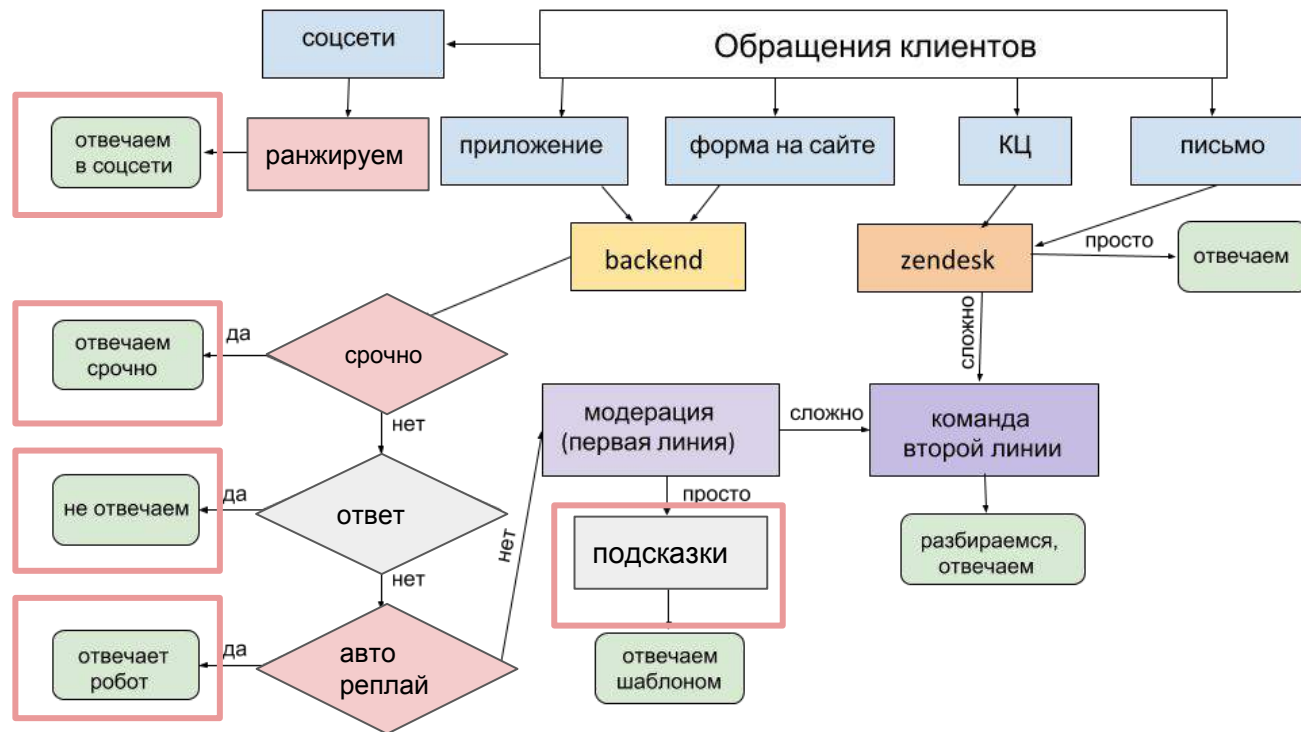 соцсети
Обращения клиентов
отвечаем
в соцсети
ранжируем
приложение
форма на сайте
КЦ
письмо
backend
zendesk
просто
отвечаем
отвечаем
срочно
да
срочно
сложно
нет
модерация
(первая линия)
сложно
команда
второй линии
не отвечаем
да
ответ
просто
нет
нет
подсказки
разбираемся,
отвечаем
отвечает
робот
да
авто
реплай
отвечаем
шаблоном